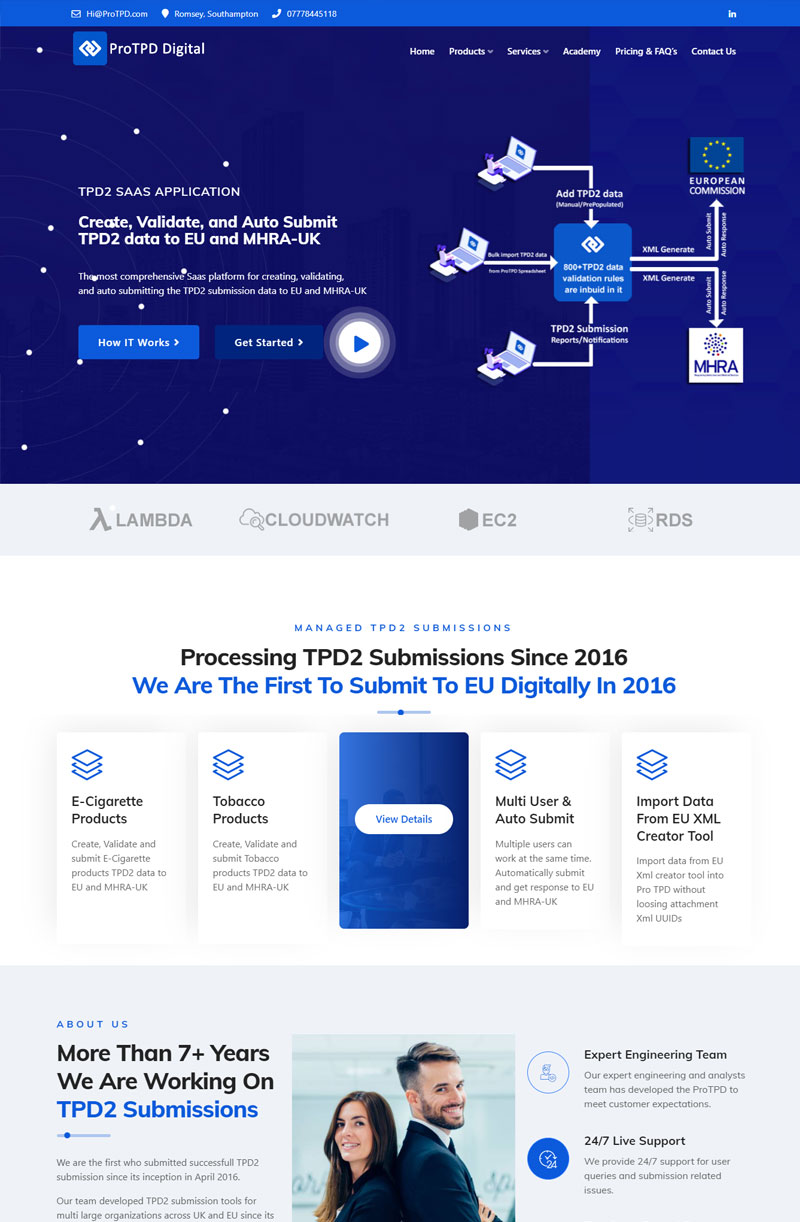 Hi@ProTPD.com Romsey, Southampton 07778445118 in
ProTPD Digital
Home Products Services Academy Pricing & FAQ's Contact Us
TPD2 SAAS APPLICATION
Create, Validate, and Auto Submit
TPD2 data to EU and MHRA-UK
The most comprehensive Saas platform for creating, validating,
and auto submitting the TPD2 submission data to EU and MHRA-UK
How IT Works
Get Started
Add TPD2 data
(Manual/PrePopulated)
Bulk Import TPD2 data
from ProTPD Spreadsheet
800+TPD2 data
validation rules
are inbuid in it
TPD2 Submission
Reports/Notifications
XML Generate
XML Generate
Auto Submit
Auto Response
Auto Submit
Auto Response
EUROPEAN
COMMISSION
MHRA
LAMBDA CLOUDWATCH EC2 RDS
MANAGED TPD2 SUBMISSIONS
Processing TPD2 Submissions Since 2016
We Are The First To Submit To EU Digitally In 2016
E-Cigarette
Products
Create, Validate and
submit E-Cigarette
products TPD2 data to
EU and MHRA-UK
Tobacco
Products
Create, Validate and
submit Tobacco
products TPD2 data to
EU and MHRA-UK
View Details
Multi User &
Auto Submit
Multiple users can
work at the same time.
Automatically submit
and get response to EU
and MHRA-UK
Import Data
From EU XML
Creator Tool
Import data from EU
Xml creator tool into
Pro TPD without
loosing attachment
Xml UUIDs
ABOUT US
More Than 7+ Years
We Are Working On
TPD2 Submissions
We are the first who submitted successfull TPD2
submission since its inception in April 2016.
Our team developed TPD2 submission tools for
multi large organizations across UK and EU since its
Expert Engineering Team
Our expert engineering and analysts
team has developed the ProTPD to
meet customer expectations.
24
24/7 Live Support
We provide 24/7 support for user
queries and submission related
issues.